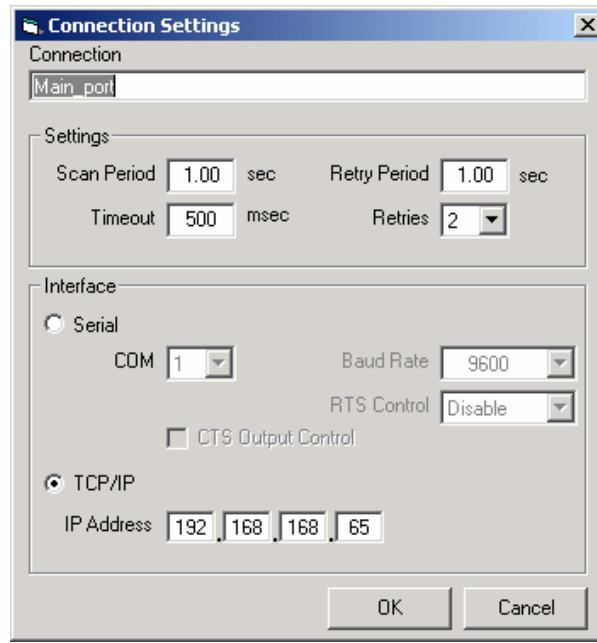 Connection Settings
Connection
Main_port
Settings
Scan Period 1.00 sec Retry Period 1.00 sec
Timeout 500 msec Retries 2
Interface
Serial
COM 1 Baud Rate 9600
RTS Control Disable
CTS Output Control
TCP/IP
IP Address 192.168.168.65
OK Cancel